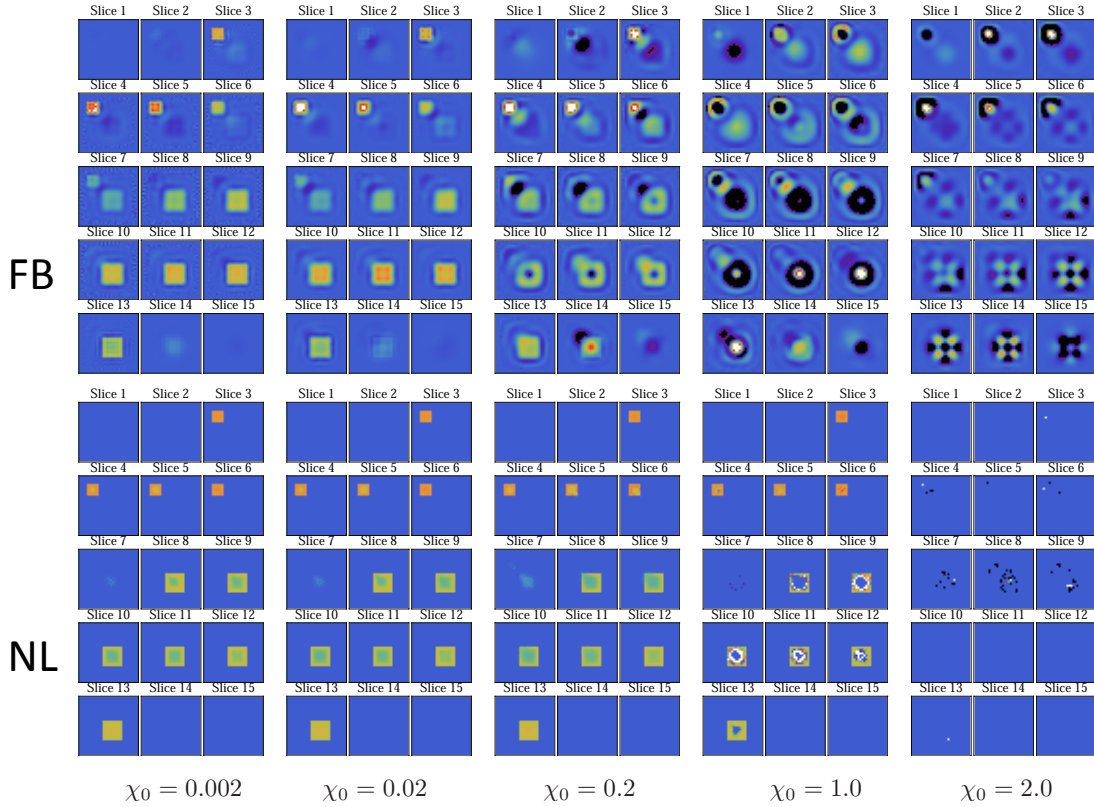 Slice 1 Slice 2 Slice 3 Slice 1 Slice 2 Slice 3 Slice 1 Slice 2 Slice 3 Slice 1 Slice 2 Slice 3 Slice 1 Slice 2 Slice 3
Slice 4 Slice 5 Slice 6 Slice 4 Slice 5 Slice 6 Slice 4 Slice 5 Slice 6 Slice 4 Slice 5 Slice 6 Slice 4 Slice 5 Slice 6
Slice 7 Slice 8 Slice 9 Slice 7 Slice 8 Slice 9 Slice 7 Slice 8 Slice 9 Slice 7 Slice 8 Slice 9 Slice 7 Slice 8 Slice 9
Slice 10 Slice 11 Slice 12 Slice 10 Slice 11 Slice 12 Slice 10 Slice 11 Slice 12 Slice 10 Slice 11 Slice 12 Slice 10 Slice 11 Slice 12
FB
Slice 13 Slice 14 Slice 15 Slice 13 Slice 14 Slice 15 Slice 13 Slice 14 Slice 15 Slice 13 Slice 14 Slice 15 Slice 13 Slice 14 Slice 15
Slice 1 Slice 2 Slice 3 Slice 1 Slice 2 Slice 3 Slice 1 Slice 2 Slice 3 Slice 1 Slice 2 Slice 3 Slice 1 Slice 2 Slice 3
Slice 4 Slice 5 Slice 6 Slice 4 Slice 5 Slice 6 Slice 4 Slice 5 Slice 6 Slice 4 Slice 5 Slice 6 Slice 4 Slice 5 Slice 6
Slice 7 Slice 8 Slice 9 Slice 7 Slice 8 Slice 9 Slice 7 Slice 8 Slice 9 Slice 7 Slice 8 Slice 9 Slice 7 Slice 8 Slice 9
Slice 10 Slice 11 Slice 12 Slice 10 Slice 11 Slice 12 Slice 10 Slice 11 Slice 12 Slice 10 Slice 11 Slice 12 Slice 10 Slice 11 Slice 12
NL
Slice 13 Slice 14 Slice 15 Slice 13 Slice 14 Slice 15 Slice 13 Slice 14 Slice 15 Slice 13 Slice 14 Slice 15 Slice 13 Slice 14 Slice 15
χ₀ = 0.002 χ₀ = 0.02 χ₀ = 0.2 χ₀ = 1.0 χ₀ = 2.0